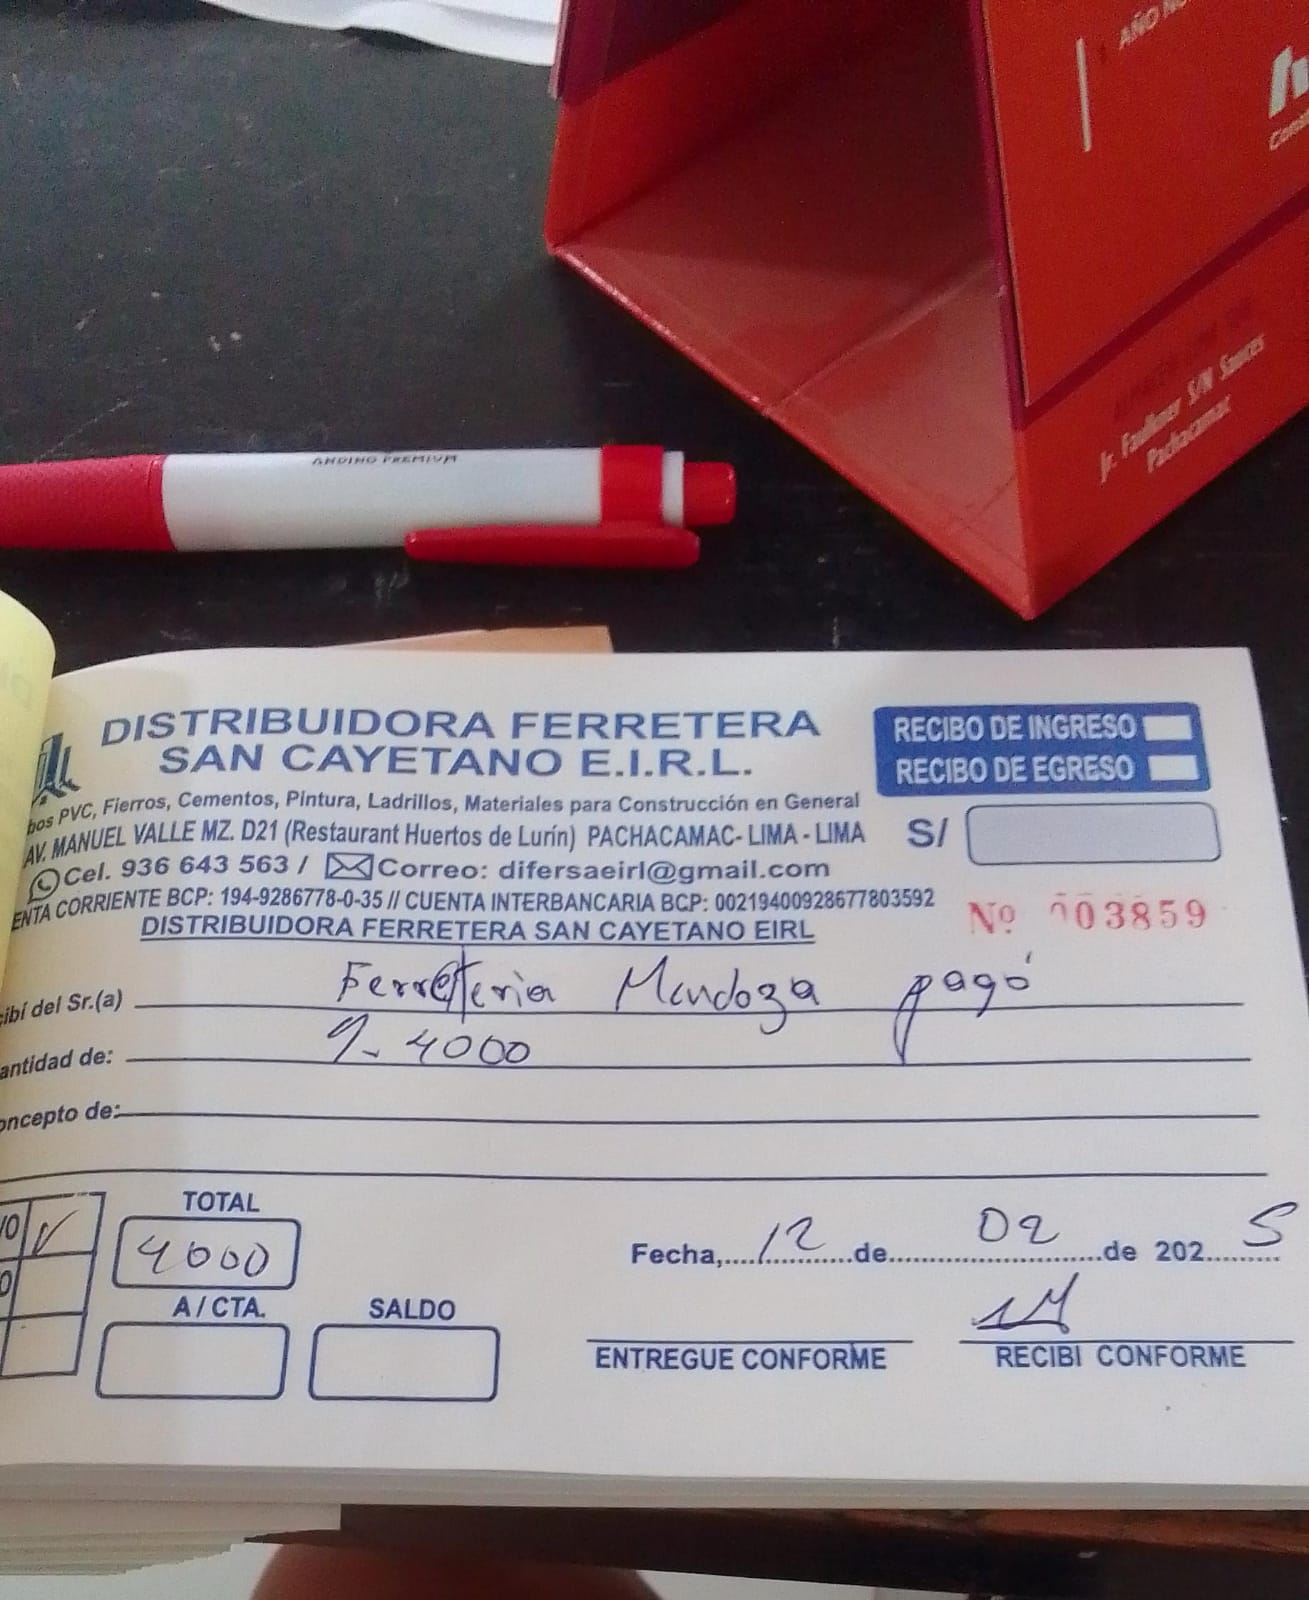 AÑO
Jr. Faulkner S/N Sauces
Pachacamac
ANDINO PREMIUM
DISTRIBUIDORA FERRETERA
SAN CAYETANO E.I.R.L.
bos PVC, Fierros, Cementos, Pintura, Ladrillos, Materiales para Construcción en General
AV. MANUEL VALLE MZ. D21 (Restaurant Huertos de Lurín) PACHACAMAC- LIMA - LIMA
Cel. 936 643 563 / Correo: difersaeirl@gmail.com
ENTA CORRIENTE BCP: 194-9286778-0-35 // CUENTA INTERBANCARIA BCP: 00219400928677803592
DISTRIBUIDORA FERRETERA SAN CAYETANO EIRL
RECIBO DE INGRESO
RECIBO DE EGRESO
S/
Nº 003859
cibí del Sr.(a) Ferretteria Mendoza pagó
antidad de: 4000
oncepto de:
TOTAL
4000
A / CTA.
SALDO
Fecha, 12 de 02 de 2025
ENTREGUE CONFORME
RECIBI CONFORME